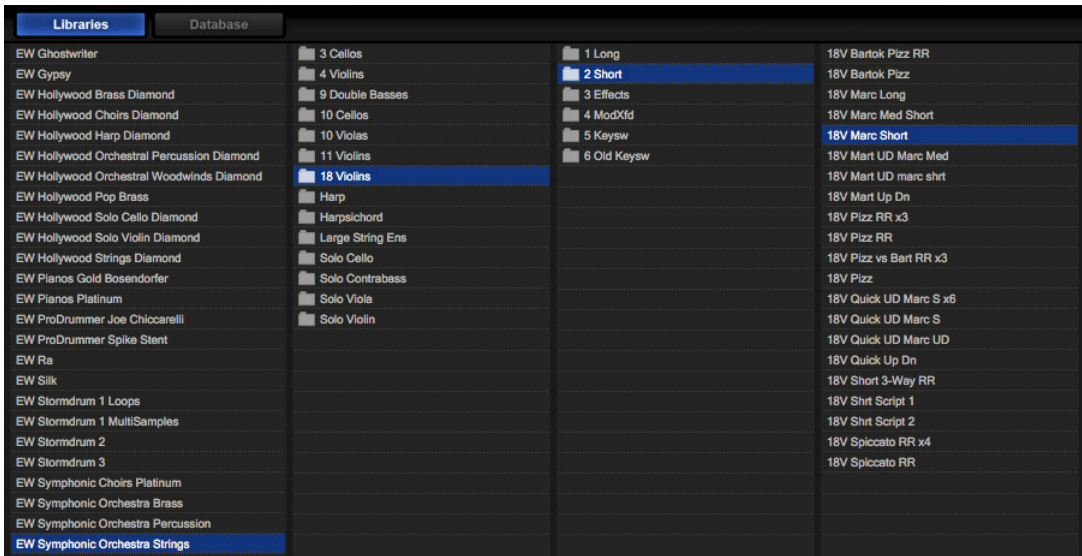 Libraries
Database
EW Ghostwriter
EW Gypsy
EW Hollywood Brass Diamond
EW Hollywood Choirs Diamond
EW Hollywood Harp Diamond
EW Hollywood Orchestral Percussion Diamond
EW Hollywood Orchestral Woodwinds Diamond
EW Hollywood Pop Brass
EW Hollywood Solo Cello Diamond
EW Hollywood Solo Violin Diamond
EW Hollywood Strings Diamond
EW Pianos Gold Bosendorfer
EW Pianos Platinum
EW ProDrummer Joe Chiccarelli
EW ProDrummer Spike Stent
EW Ra
EW Silk
EW Stormdrum 1 Loops
EW Stormdrum 1 MultiSamples
EW Stormdrum 2
EW Stormdrum 3
EW Symphonic Choirs Platinum
EW Symphonic Orchestra Brass
EW Symphonic Orchestra Percussion
EW Symphonic Orchestra Strings
3 Cellos
4 Violins
9 Double Basses
10 Cellos
10 Violas
11 Violins
18 Violins
Harp
Harpsichord
Large String Ens
Solo Cello
Solo Contrabass
Solo Viola
Solo Violin
1 Long
2 Short
3 Effects
4 ModXfd
5 Keysw
6 Old Keysw
18V Bartok Pizz RR
18V Bartok Pizz
18V Marc Long
18V Marc Med Short
18V Marc Short
18V Mart UD Marc Med
18V Mart UD marc shrt
18V Mart Up Dn
18V Pizz RR x3
18V Pizz RR
18V Pizz vs Bart RR x3
18V Pizz
18V Quick UD Marc S x6
18V Quick UD Marc S
18V Quick UD Marc UD
18V Quick Up Dn
18V Short 3-Way RR
18V Shrt Script 1
18V Shrt Script 2
18V Spiccato RR x4
18V Spiccato RR